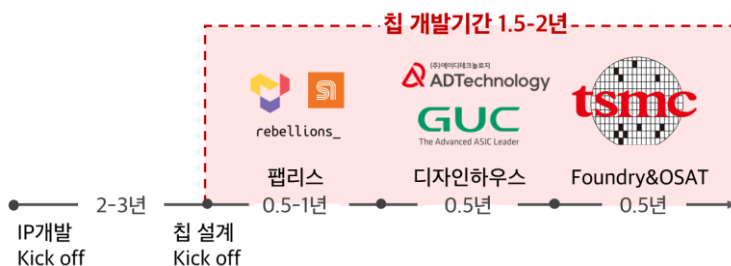 칩 개발기간 1.5-2년
rebellions_
(주)에이디테크놀로지
ADTechnology
GUC
The Advanced ASIC Leader
tsmc
팹리스
디자인하우스
Foundry&OSAT
2-3년
0.5-1년
0.5년
0.5년
IP개발
Kick off
칩 설계
Kick off